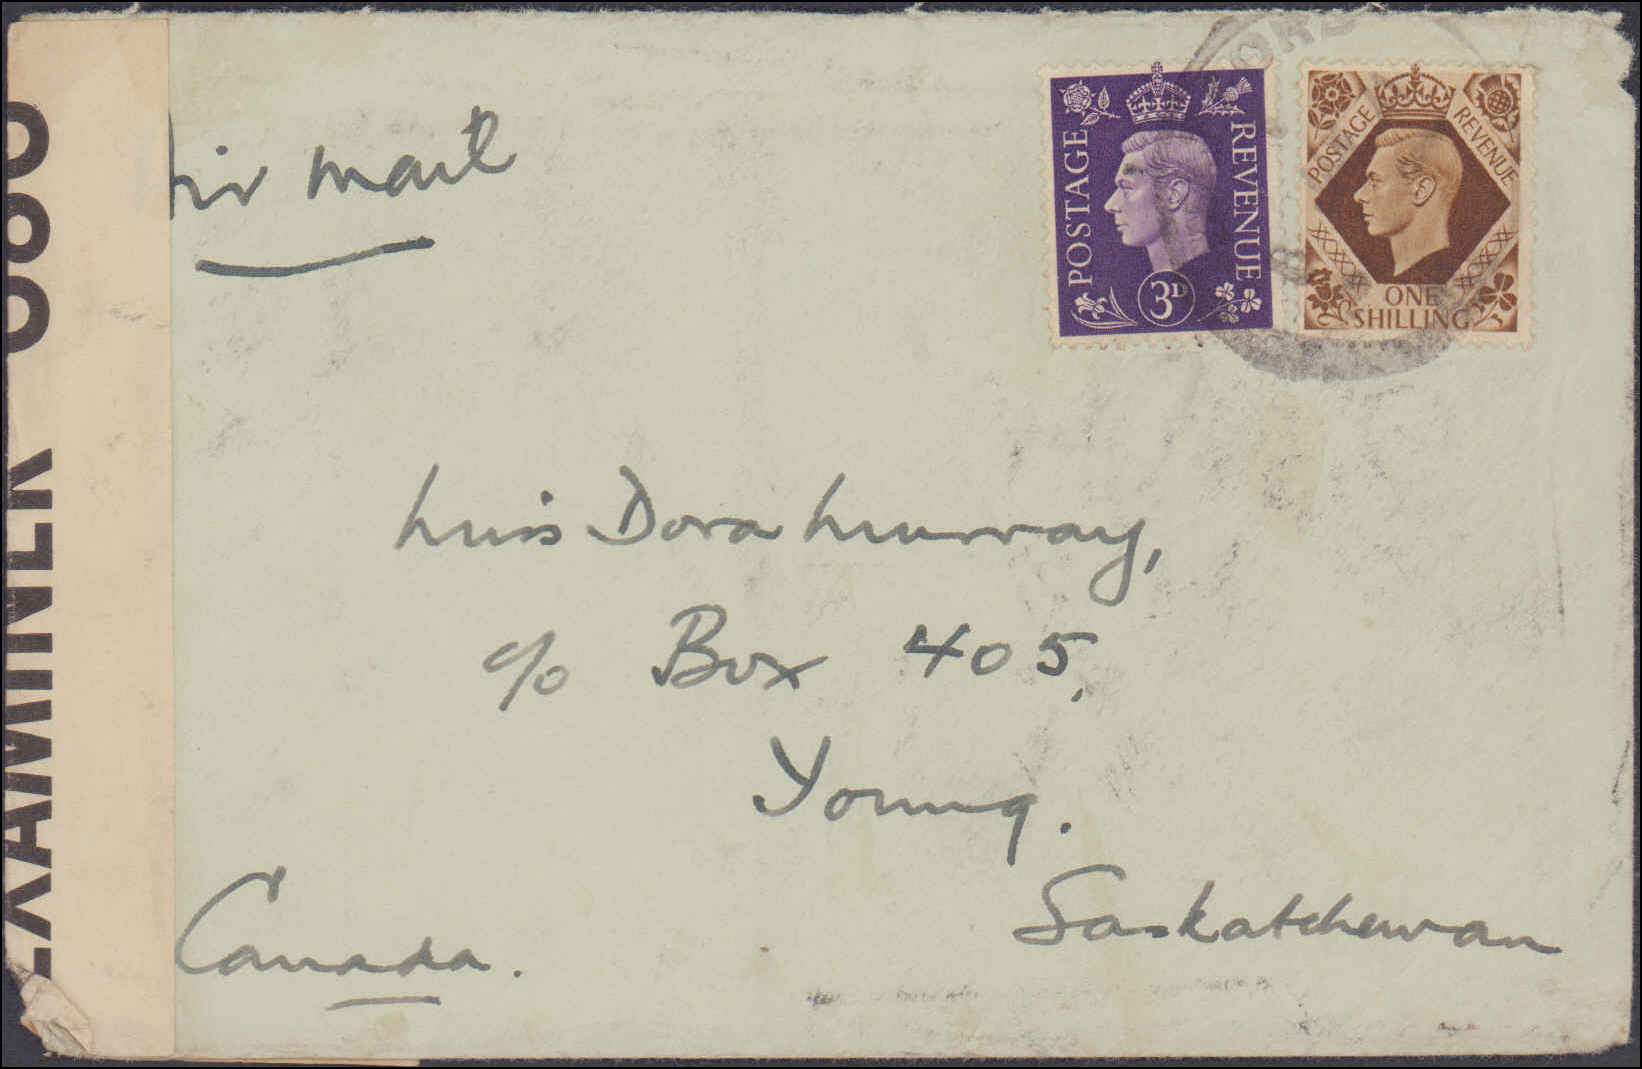 Air Mail
POSTAGE
REVENUE
3D
POSTAGE
REVENUE
ONE
SHILLING
Miss Dora Murray,
c/o Box 405,
Young.
Saskatchewan
Canada.
EXAMINER